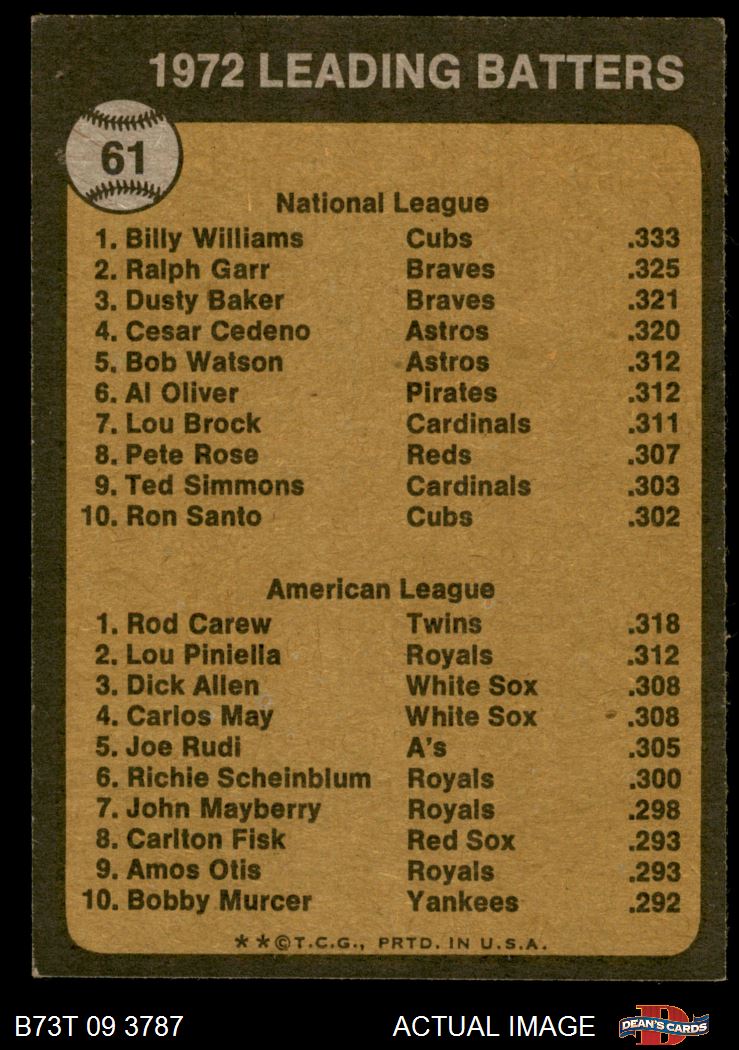 1972 LEADING BATTERS
61
National League
1. Billy Williams Cubs .333
2. Ralph Garr Braves .325
3. Dusty Baker Braves .321
4. Cesar Cedeno Astros .320
5. Bob Watson Astros .312
6. Al Oliver Pirates .312
7. Lou Brock Cardinals .311
8. Pete Rose Reds .307
9. Ted Simmons Cardinals .303
10. Ron Santo Cubs .302
American League
1. Rod Carew Twins .318
2. Lou Piniella Royals .312
3. Dick Allen White Sox .308
4. Carlos May White Sox .308
5. Joe Rudi A's .305
6. Richie Scheinblum Royals .300
7. John Mayberry Royals .298
8. Carlton Fisk Red Sox .293
9. Amos Otis Royals .293
10. Bobby Murcer Yankees .292
**©T.C.G., PRTD. IN U.S.A.
B73T 09 3787 ACTUAL IMAGE
D
DEAN'S CARDS